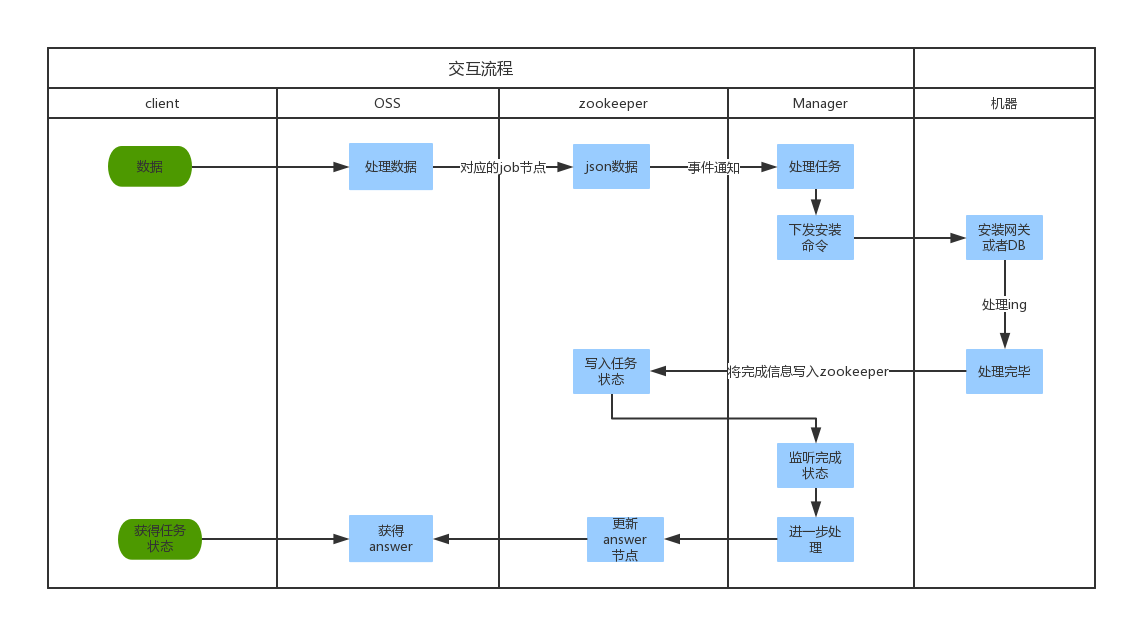 交互流程
client
OSS
zookeeper
Manager
机器
数据
处理数据
对应的job节点
json数据
事件通知
处理任务
下发安装
命令
安装网关
或者DB
处理ing
写入任务
状态
将完成信息写入zookeeper
处理完毕
监听完成
状态
获得任务
状态
获得
answer
更新
answer
节点
进一步处
理